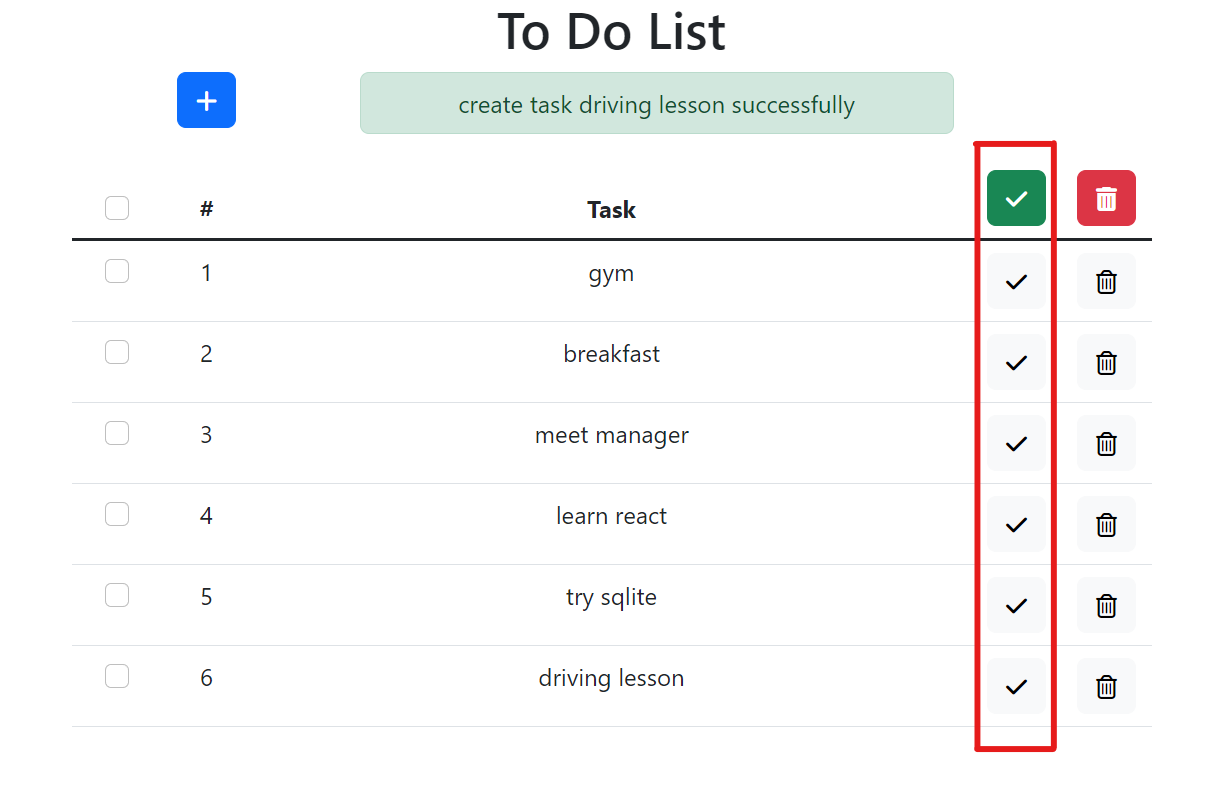 To Do List
create task driving lesson successfully
# Task
1 gym
2 breakfast
3 meet manager
4 learn react
5 try sqlite
6 driving lesson